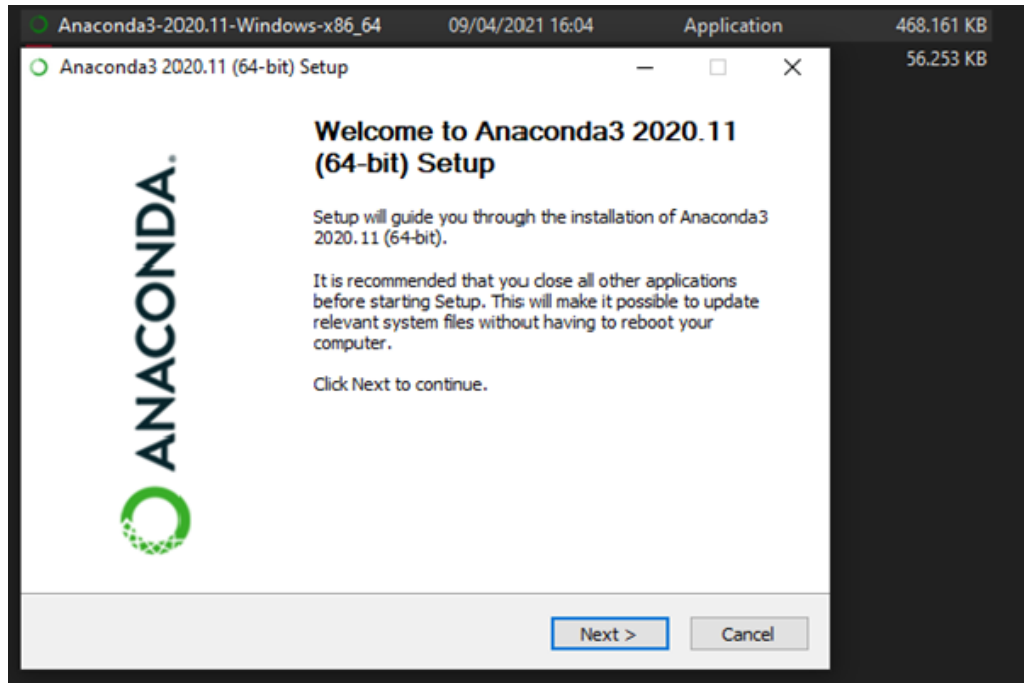 Anaconda3-2020.11-Windows-x86_64 09/04/2021 16:04 Application 468.161 KB
56.253 KB
Anaconda3 2020.11 (64-bit) Setup
ANACONDA.
Welcome to Anaconda3 2020.11
(64-bit) Setup
Setup will guide you through the installation of Anaconda3
2020.11 (64-bit).
It is recommended that you close all other applications
before starting Setup. This will make it possible to update
relevant system files without having to reboot your
computer.
Click Next to continue.
Next >
Cancel